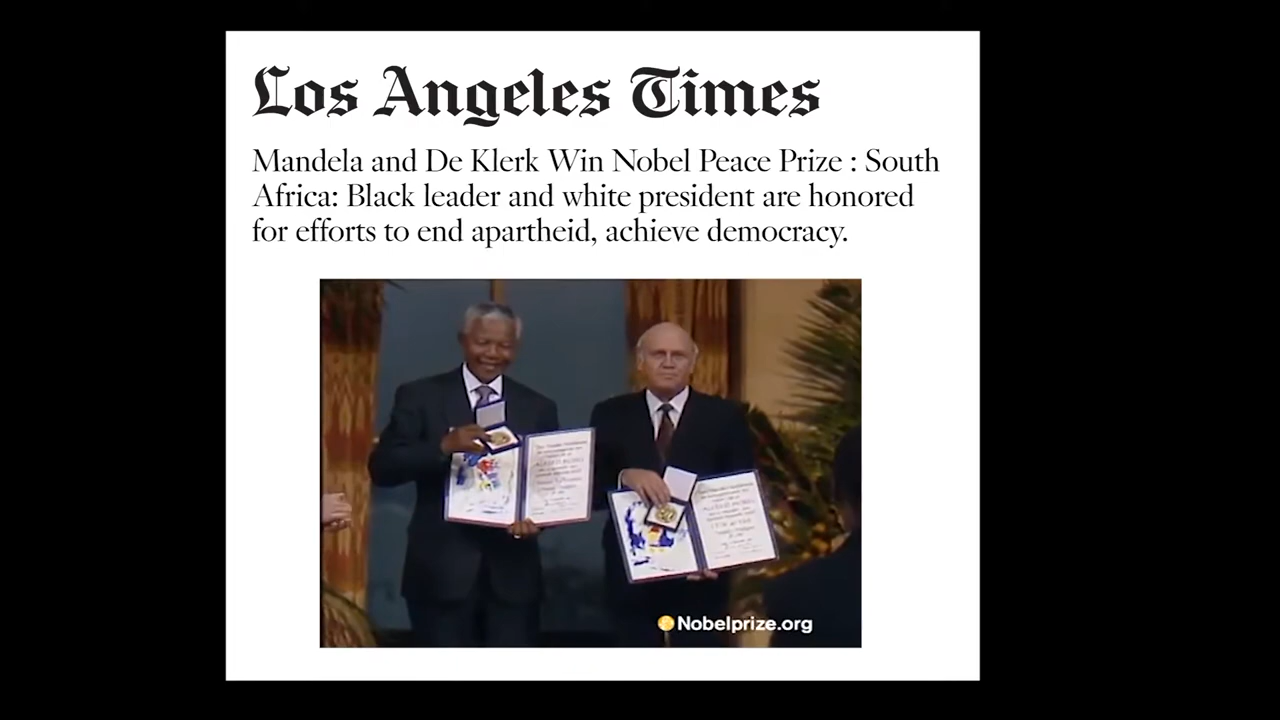 Los Angeles Times
Mandela and De Klerk Win Nobel Peace Prize : South
Africa: Black leader and white president are honored
for efforts to end apartheid, achieve democracy.
Nobelprize.org